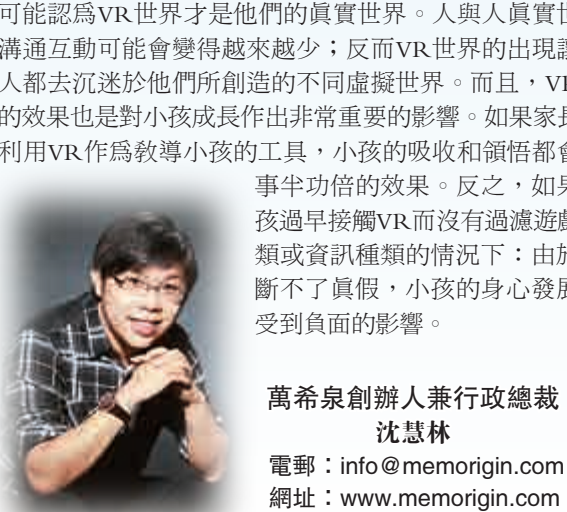 可能認爲VR世界才是他們的眞實世界。人與人眞實世
溝通互動可能會變得越來越少；反而VR世界的出現讓
人都去沉迷於他們所創造的不同虛擬世界。而且，VR
的效果也是對小孩成長作出非常重要的影響。如果家長
利用VR作爲教導小孩的工具，小孩的吸收和領悟都會
事半功倍的效果。反之，如果
孩過早接觸VR而沒有過濾遊戲
類或資訊種類的情況下：由於
斷不了眞假，小孩的身心發展
受到負面的影響。
萬希泉創辦人兼行政總裁
沈慧林
電郵：info@memorigin.com
網址：www.memorigin.com